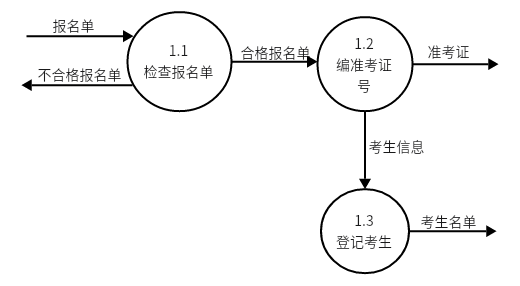 报名单
不合格报名单
1.1
检查报名单
合格报名单
1.2
编准考证
号
准考证
考生信息
1.3
登记考生
考生名单